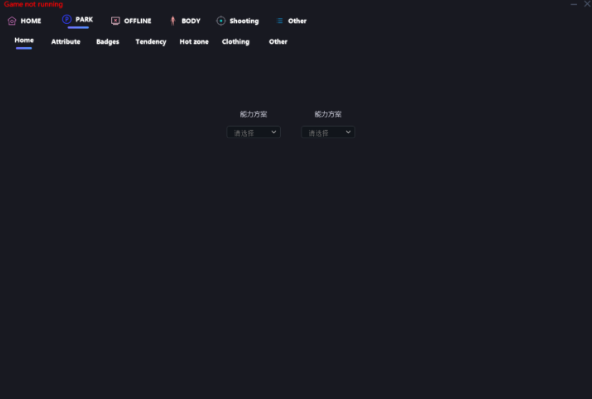 Game not running
HOME PARK OFFLINE BODY Shooting Other
Home Attribute Badges Tendency Hot zone Clothing Other
能力方案 能力方案
请选择 请选择